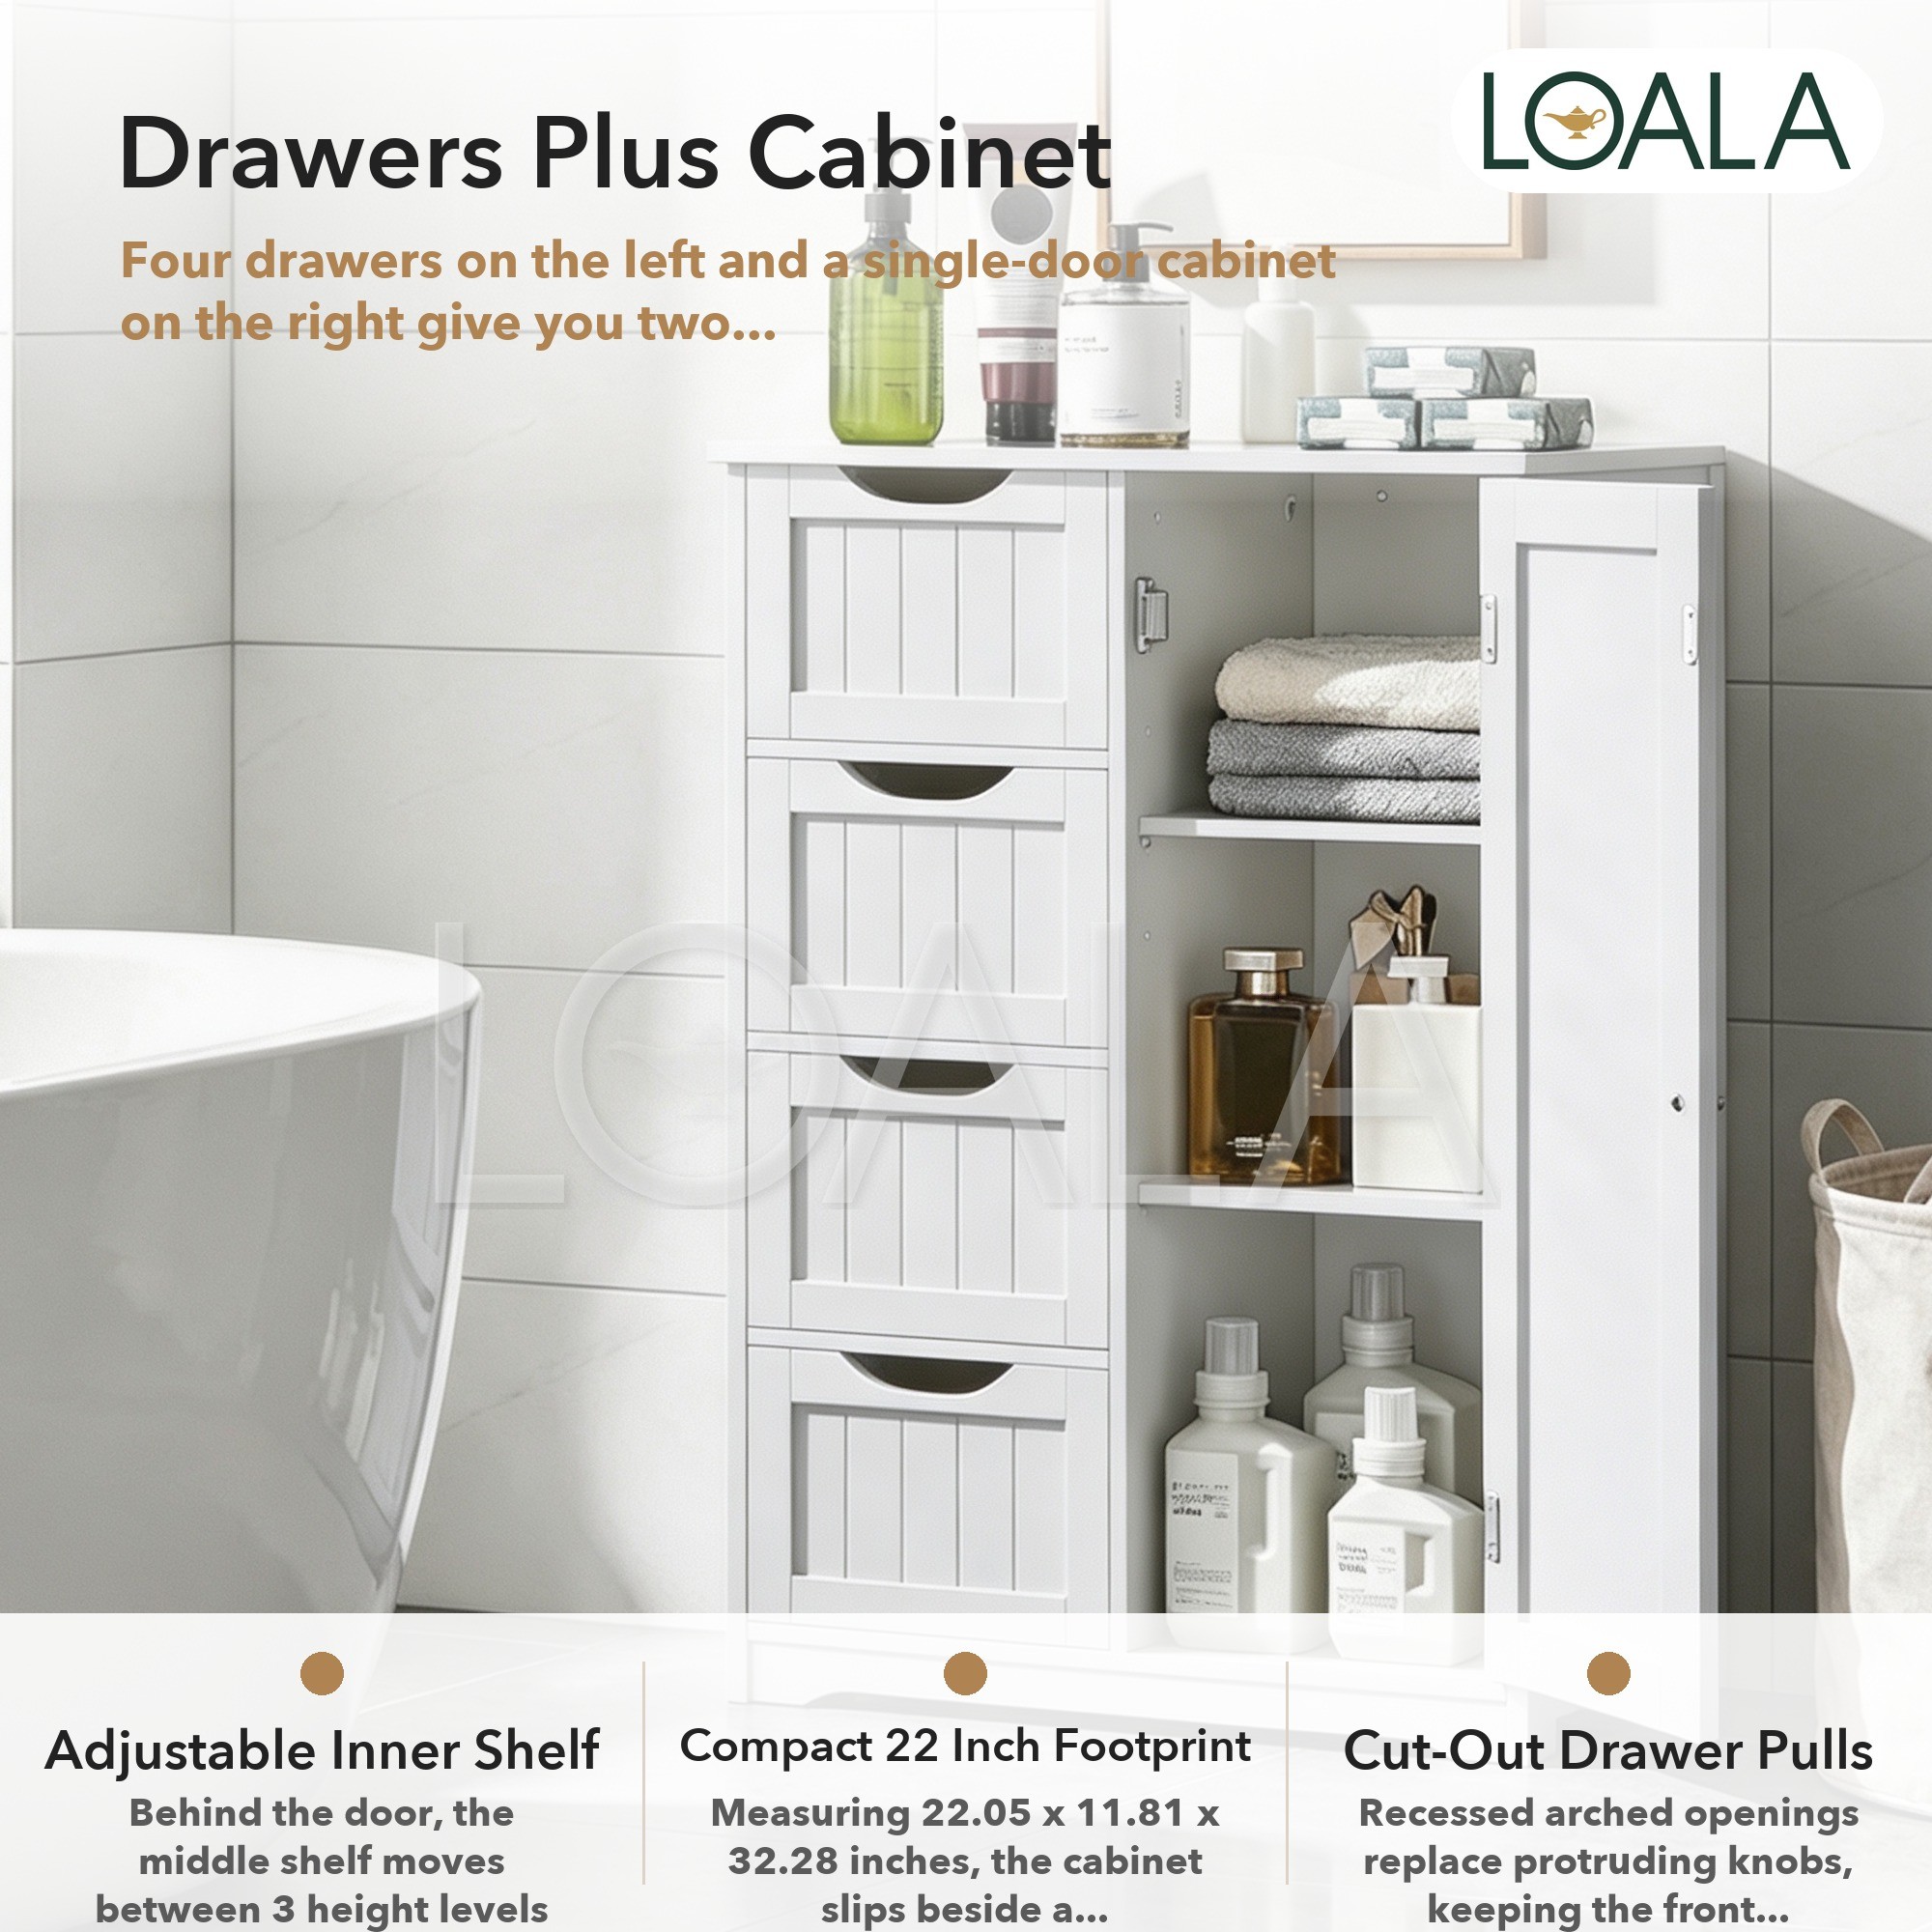 LOALA
Drawers Plus Cabinet
Four drawers on the left and a single-door cabinet
on the right give you two...
LOALA
Adjustable Inner Shelf
Behind the door, the
middle shelf moves
between 3 height levels
Compact 22 Inch Footprint
Measuring 22.05 x 11.81 x
32.28 inches, the cabinet
slips beside a...
Cut-Out Drawer Pulls
Recessed arched openings
replace protruding knobs,
keeping the front...